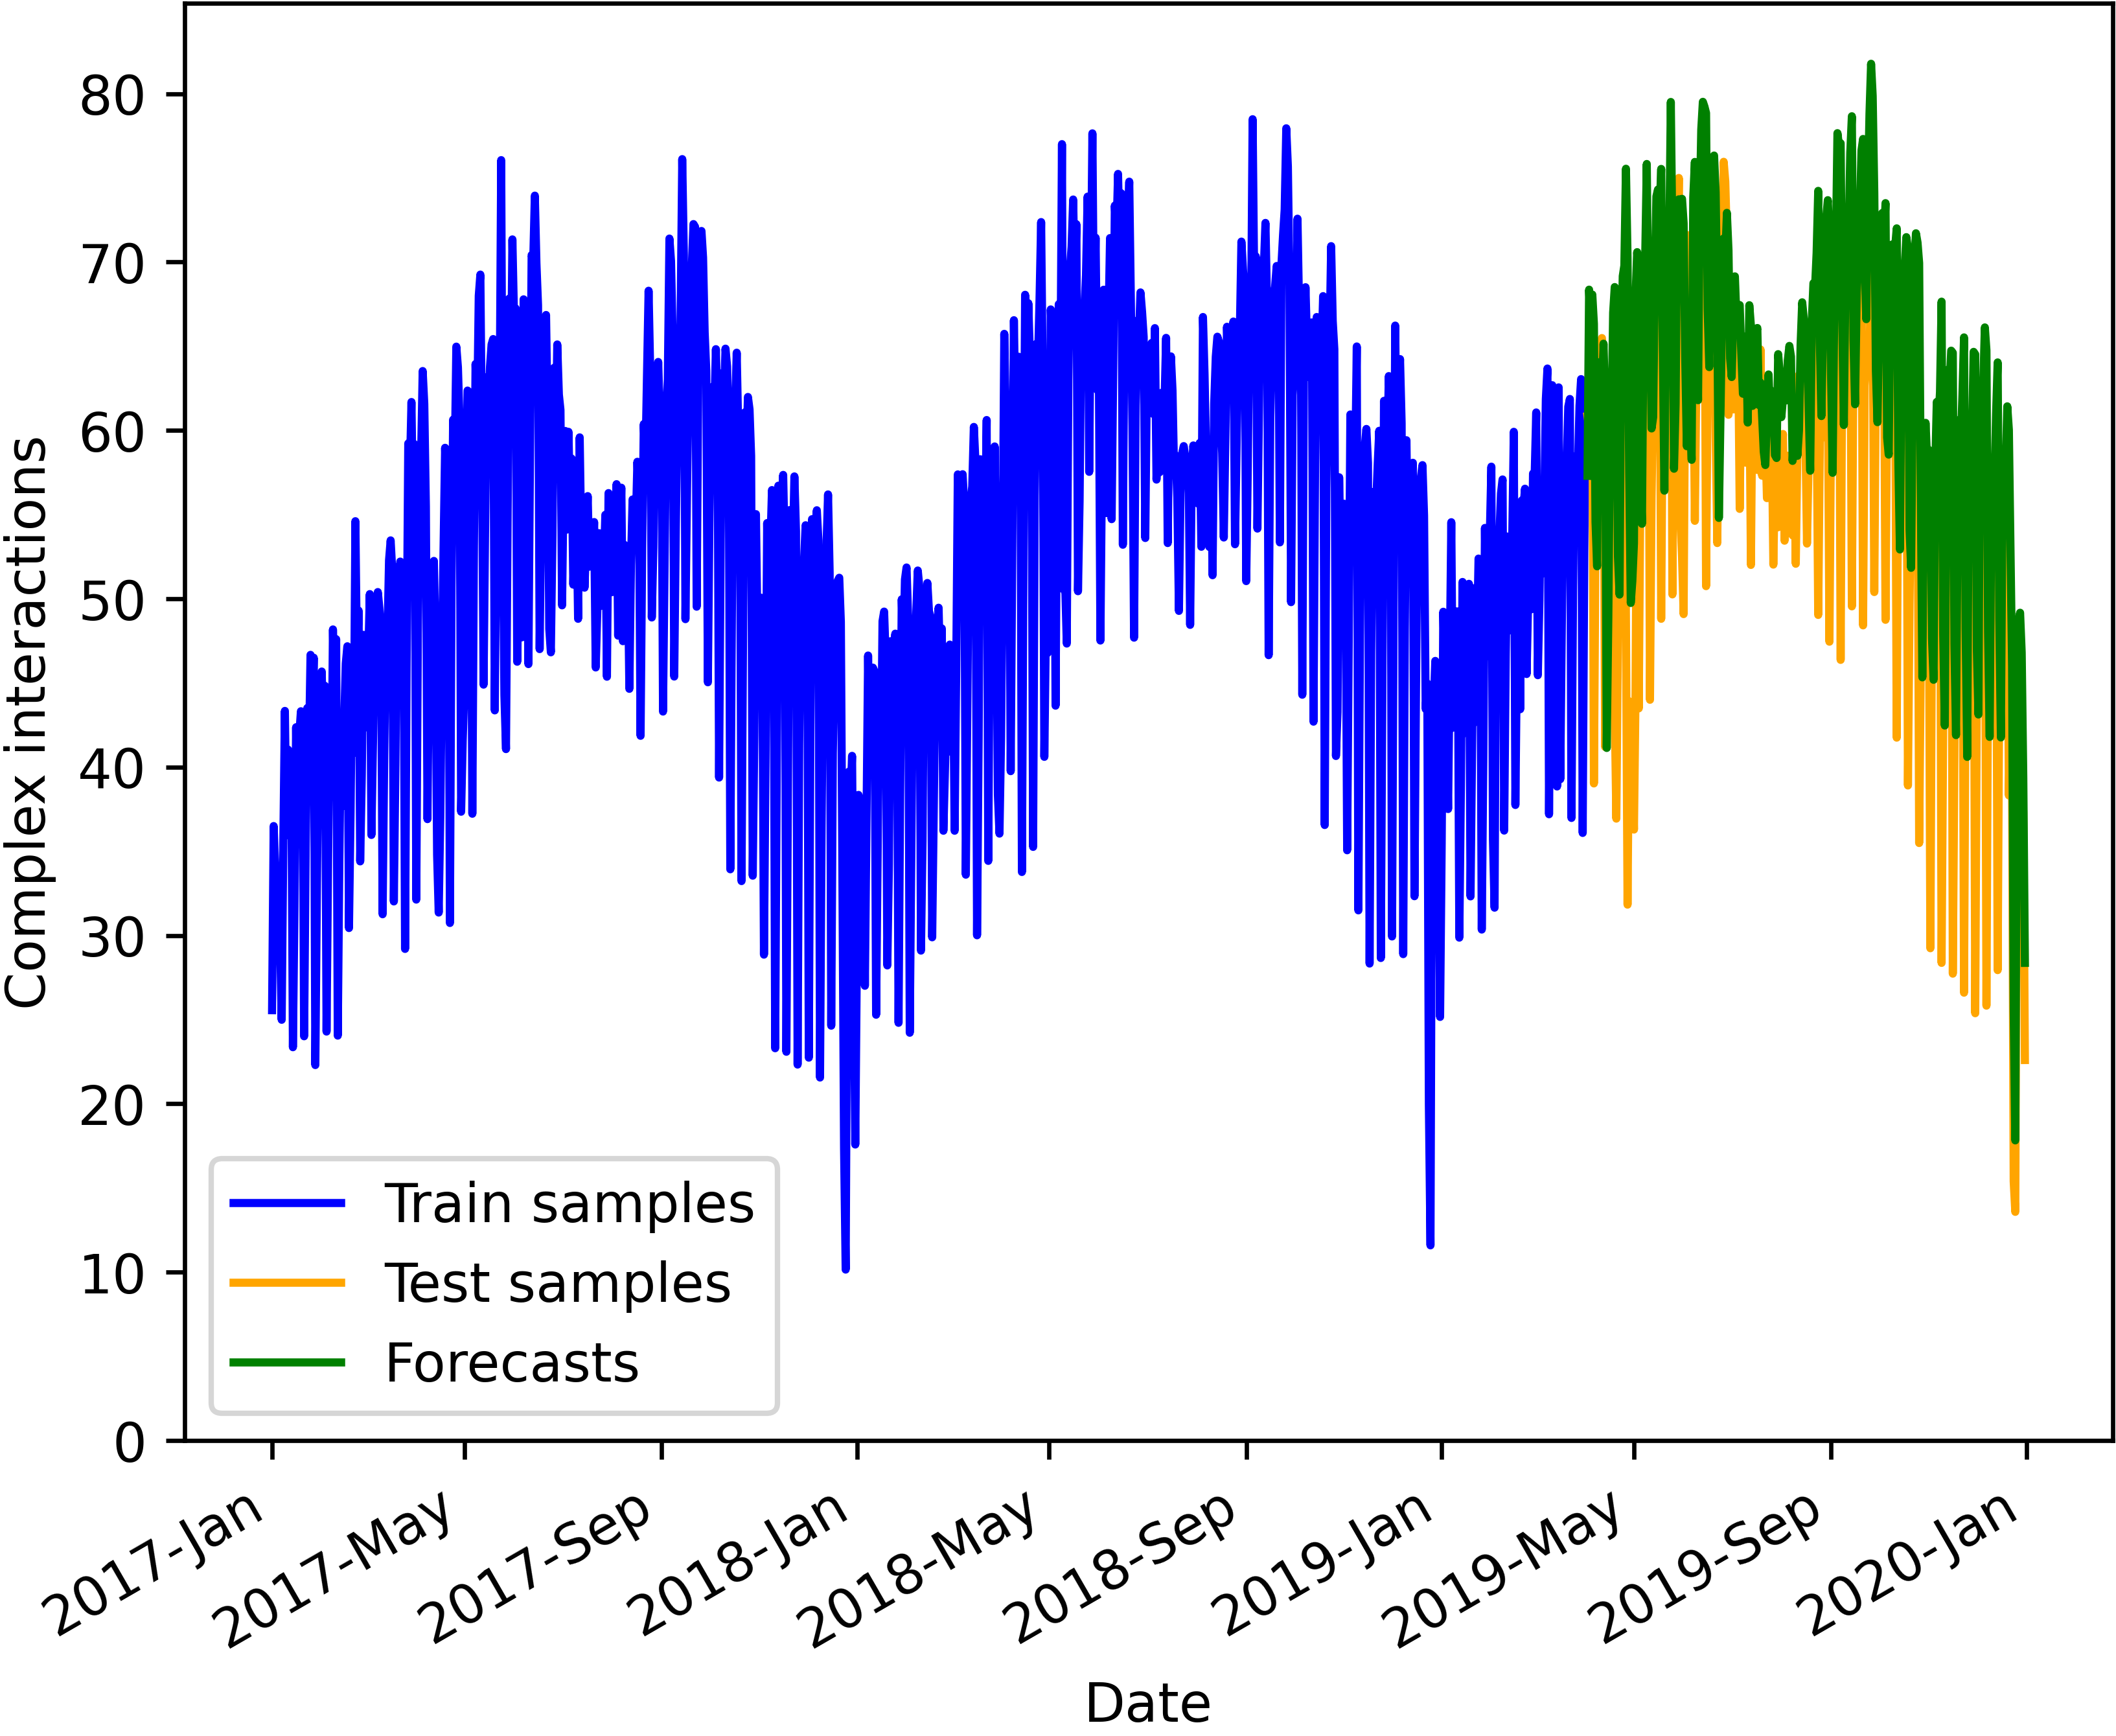 Complex interactions
80
70
60
50
40
30
20
10
0
Train samples
Test samples
Forecasts
2017-Jan
2017-May
2017-Sep
2018-Jan
2018-May
2018-Sep
2019-Jan
2019-May
2019-Sep
2020-Jan
Date